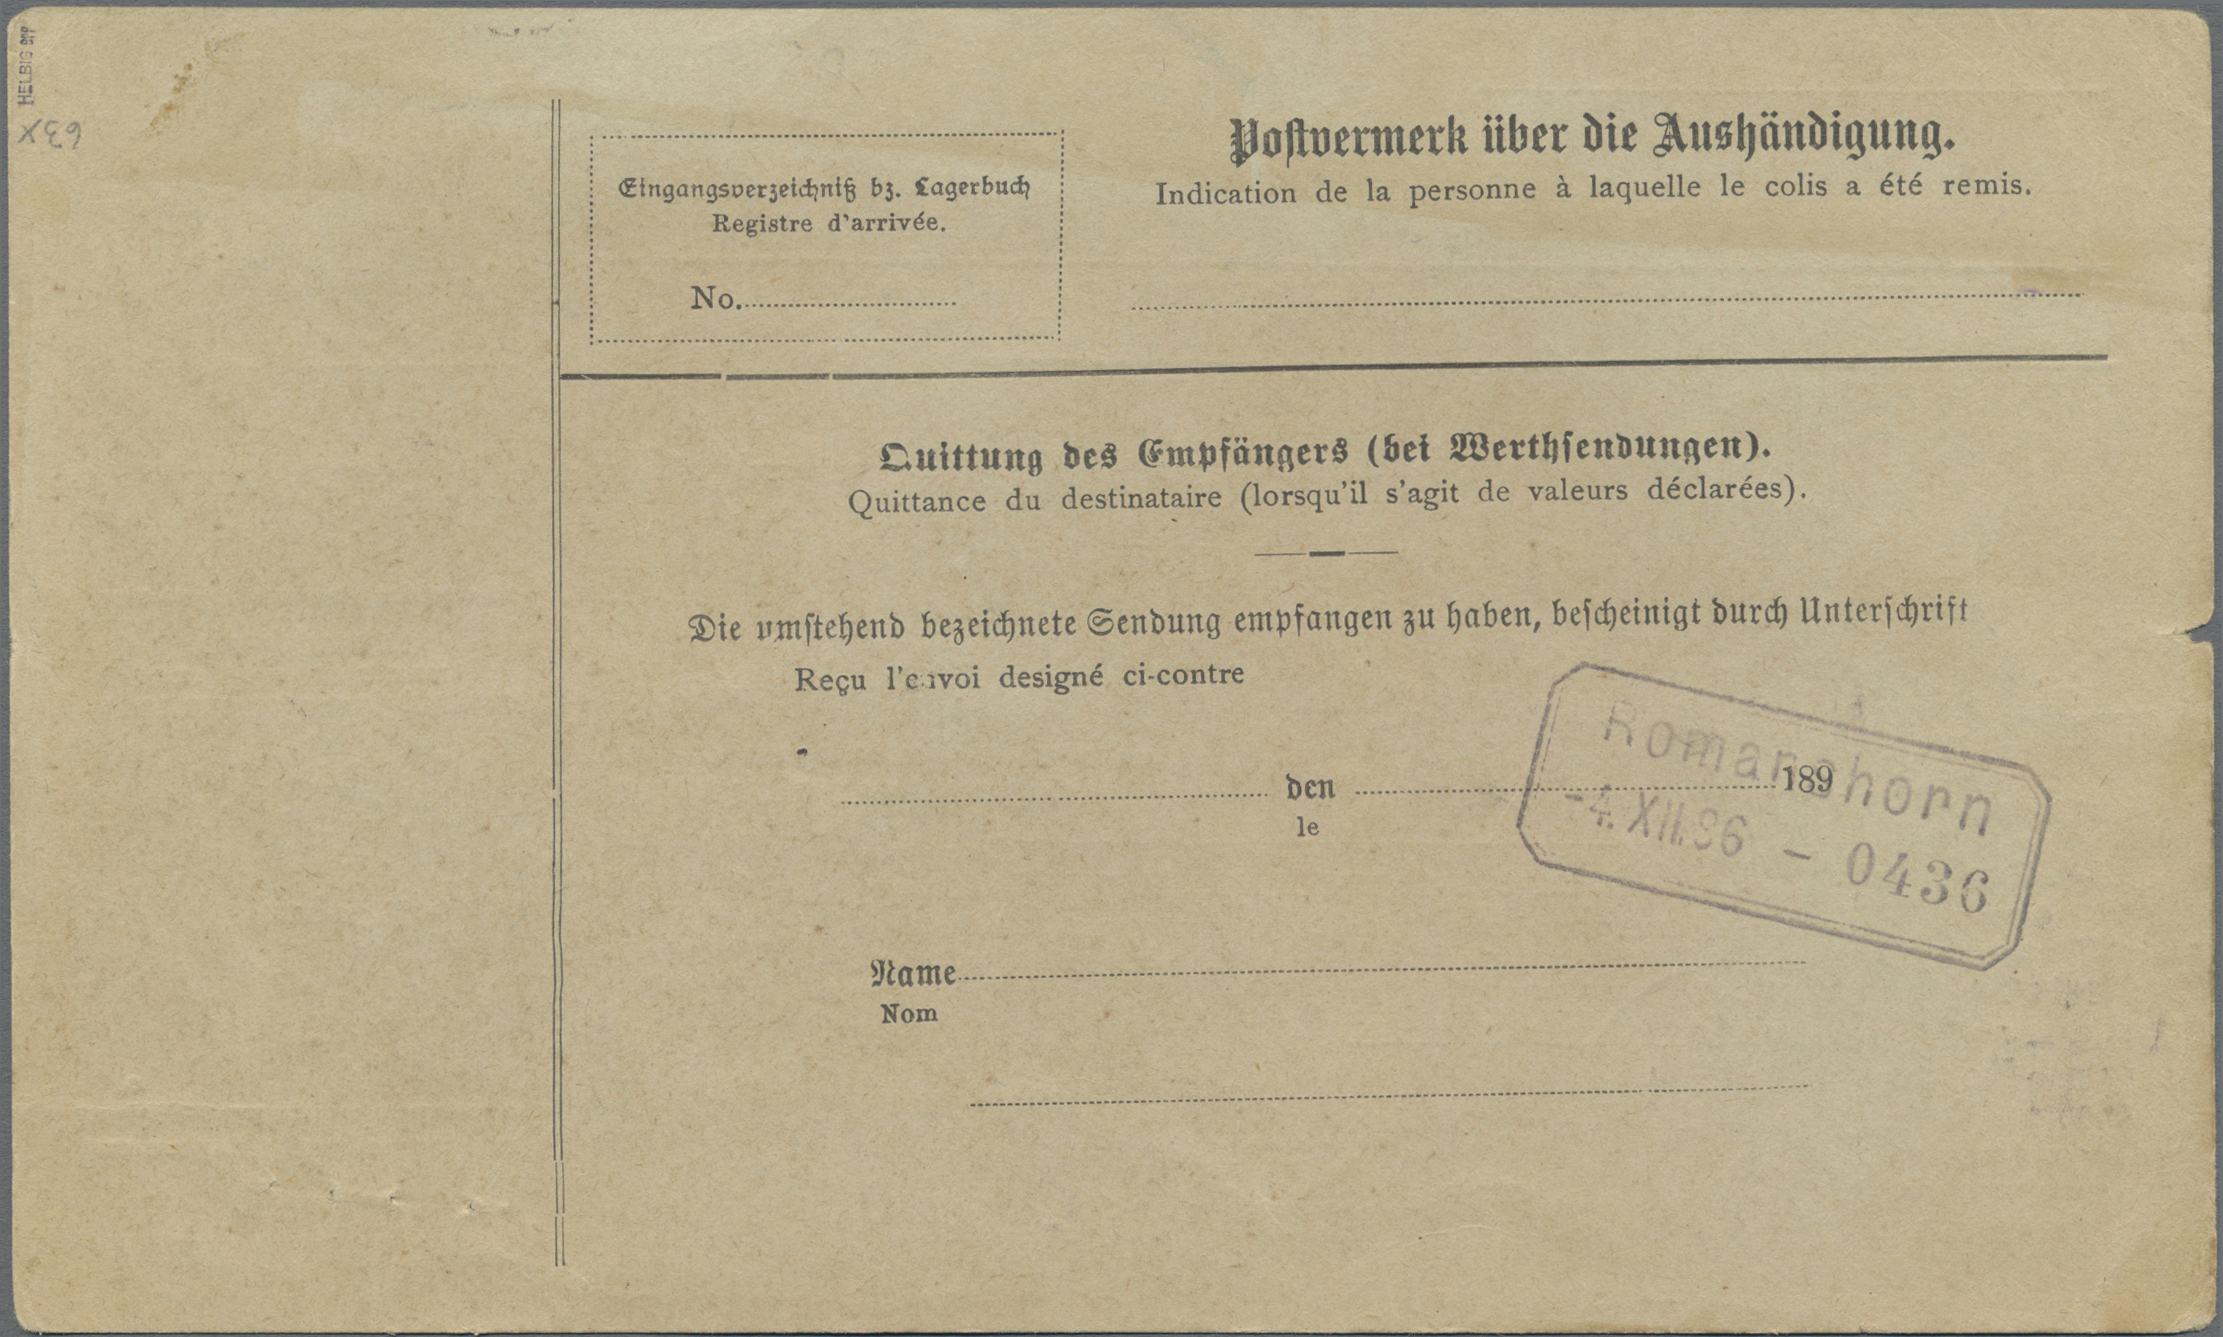 HELBIG BPP
X E 9
Eingangsverzeichniß bz. Lagerbuch
Registre d'arrivée.
No.
Postvermerk über die Aushändigung.
Indication de la personne à laquelle le colis a été remis.
Quittung des Empfängers (bei Werthsendungen).
Quittance du destinataire (lorsqu'il s'agit de valeurs déclarées).
Die umstehend bezeichnete Sendung empfangen zu haben, bescheinigt durch Unterschrift
Reçu l'envoi designé ci-contre
den 189
le
Romanshorn
-4.XII.96 - 0436
Name
Nom